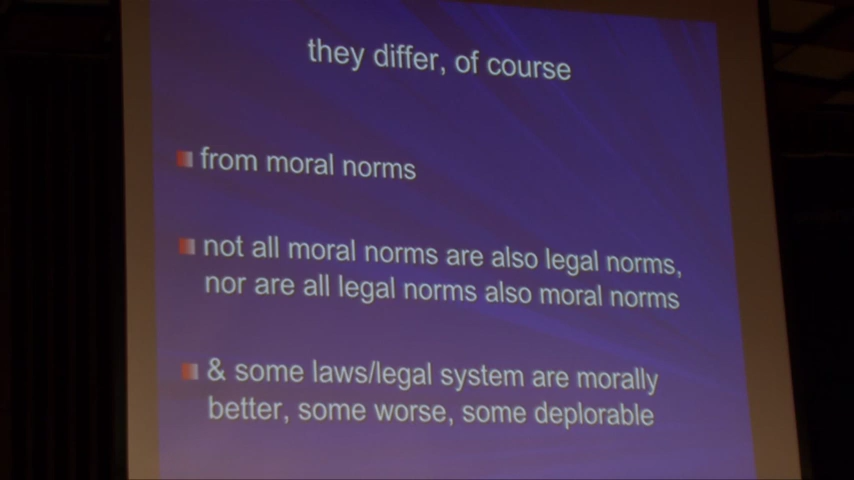 they differ, of course
from moral norms
not all moral norms are also legal norms,
nor are all legal norms also moral norms
& some laws/legal system are morally
better, some worse, some deplorable